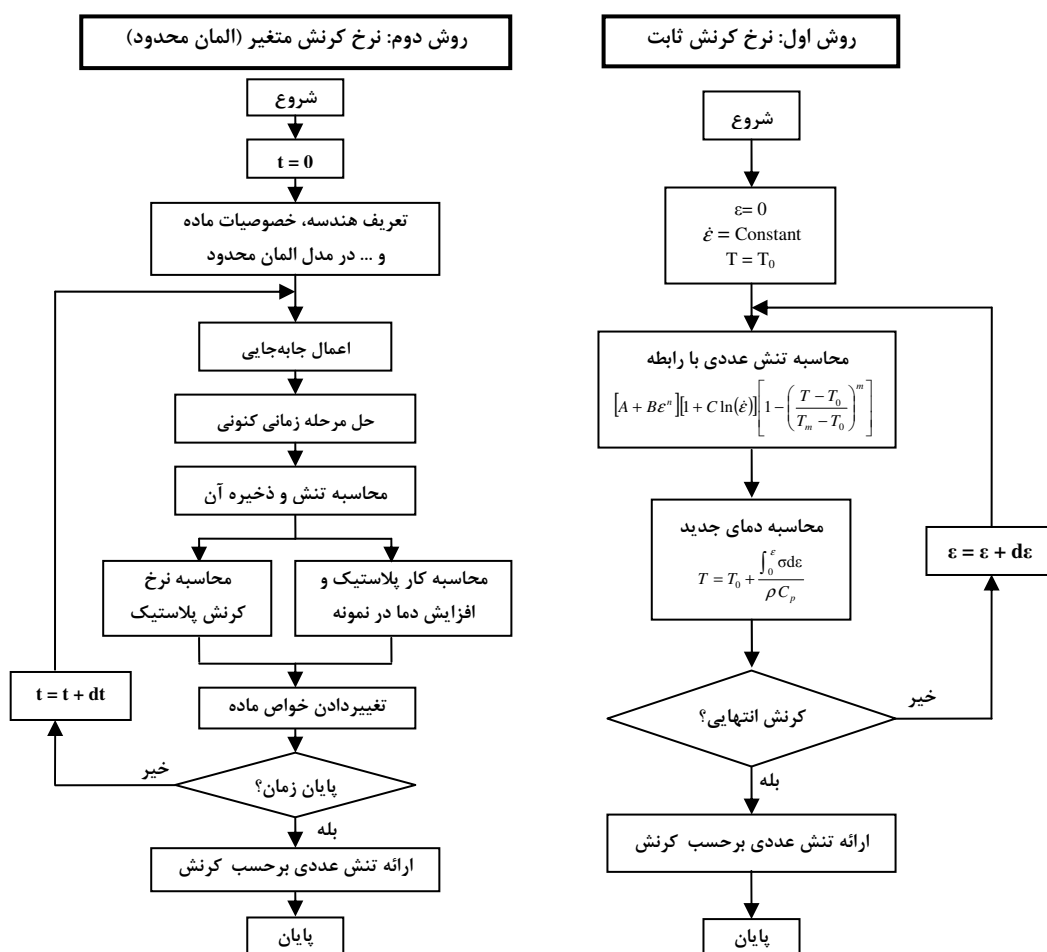 روش اول: نرخ کرنش ثابت
شروع
ε= 0
ε̇ = Constant
T = T₀
محاسبه تنش عددی با رابطه
[A + Bεⁿ][1 + C ln(ε̇)][1 − ((T − T₀)/(Tₘ − T₀))ᵐ]
محاسبه دمای جدید
T = T₀ + (∫₀^ε σdε)/(ρ Cₚ)
ε = ε + dε
کرنش انتهایی؟
خیر
بله
ارائه تنش عددی برحسب کرنش
پایان
روش دوم: نرخ کرنش متغیر (المان محدود)
شروع
t = 0
تعریف هندسه، خصوصیات ماده
و ... در مدل المان محدود
اعمال جابه‌جایی
حل مرحله زمانی کنونی
محاسبه تنش و ذخیره آن
محاسبه کار پلاستیک و
افزایش دما در نمونه
محاسبه نرخ
کرنش پلاستیک
تغییردادن خواص ماده
t = t + dt
پایان زمان؟
خیر
بله
ارائه تنش عددی برحسب کرنش
پایان